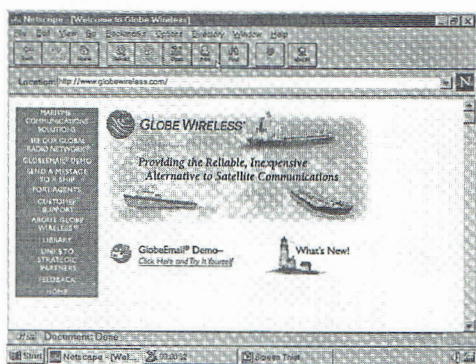 Netscape - [Welcome to Globe Wireless]
File Edit View Go Bookmarks Options Directory Window Help
Location: http://www.globewireless.com/
MARITIME
COMMUNICATIONS
SOLUTIONS
SEE OUR GLOBAL
RADIO NETWORK®
GLOBEMAIL® DEMO
SEND A MESSAGE
TO A SHIP
PORT AGENTS
CUSTOMER
SUPPORT
ABOUT GLOBE
WIRELESS®
LIBRARY
LINKS TO
STRATEGIC
PARTNERS
FEEDBACK
HOME
GLOBE WIRELESS®
Providing the Reliable, Inexpensive
Alternative to Satellite Communications
GlobeEmail® Demo–
Click Here and Try It Yourself
What's New!
Document: Done
Start Netscape - [Wel... Screen Thief